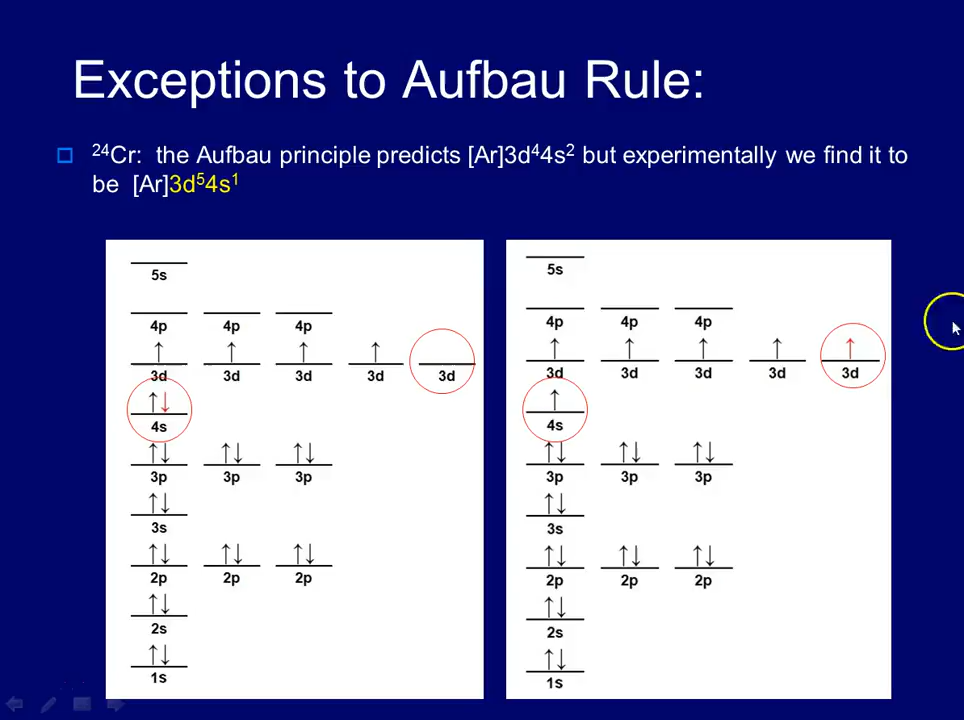 Exceptions to Aufbau Rule:
²⁴Cr: the Aufbau principle predicts [Ar]3d⁴4s² but experimentally we find it to
be [Ar]3d⁵4s¹
5s
4p 4p 4p
3d 3d 3d 3d 3d
4s
3p 3p 3p
3s
2p 2p 2p
2s
1s
5s
4p 4p 4p
3d 3d 3d 3d 3d
4s
3p 3p 3p
3s
2p 2p 2p
2s
1s